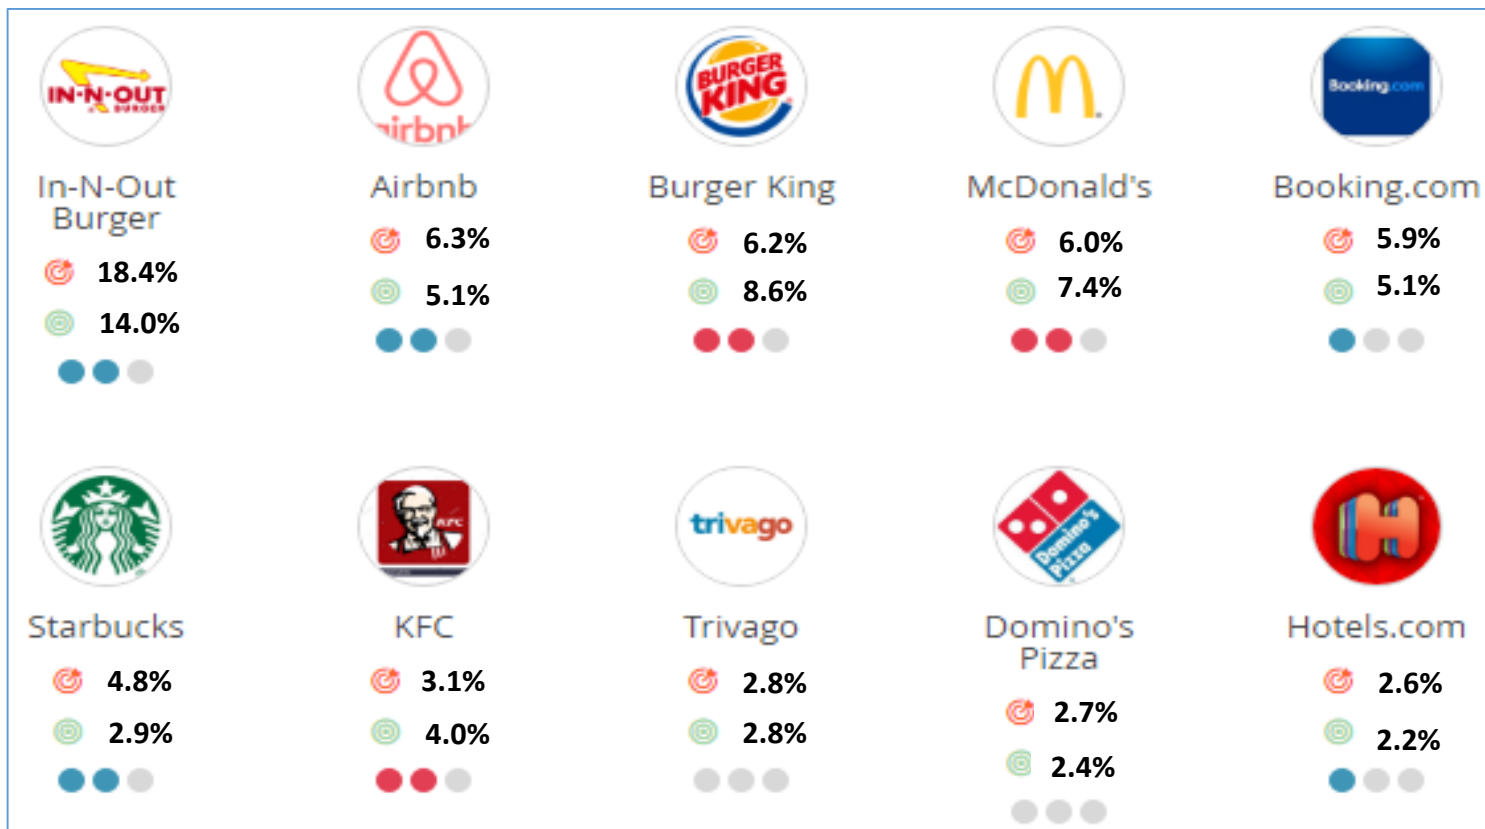 IN-N-OUT
BURGER
airbnb
BURGER
KING
Booking.com
In-N-Out
Burger
Airbnb
Burger King
McDonald's
Booking.com
18.4%
14.0%
6.3%
5.1%
6.2%
8.6%
6.0%
7.4%
5.9%
5.1%
KFC
trivago
Domino's
Pizza
H
Starbucks
KFC
Trivago
Domino's
Pizza
Hotels.com
4.8%
2.9%
3.1%
4.0%
2.8%
2.8%
2.7%
2.4%
2.6%
2.2%